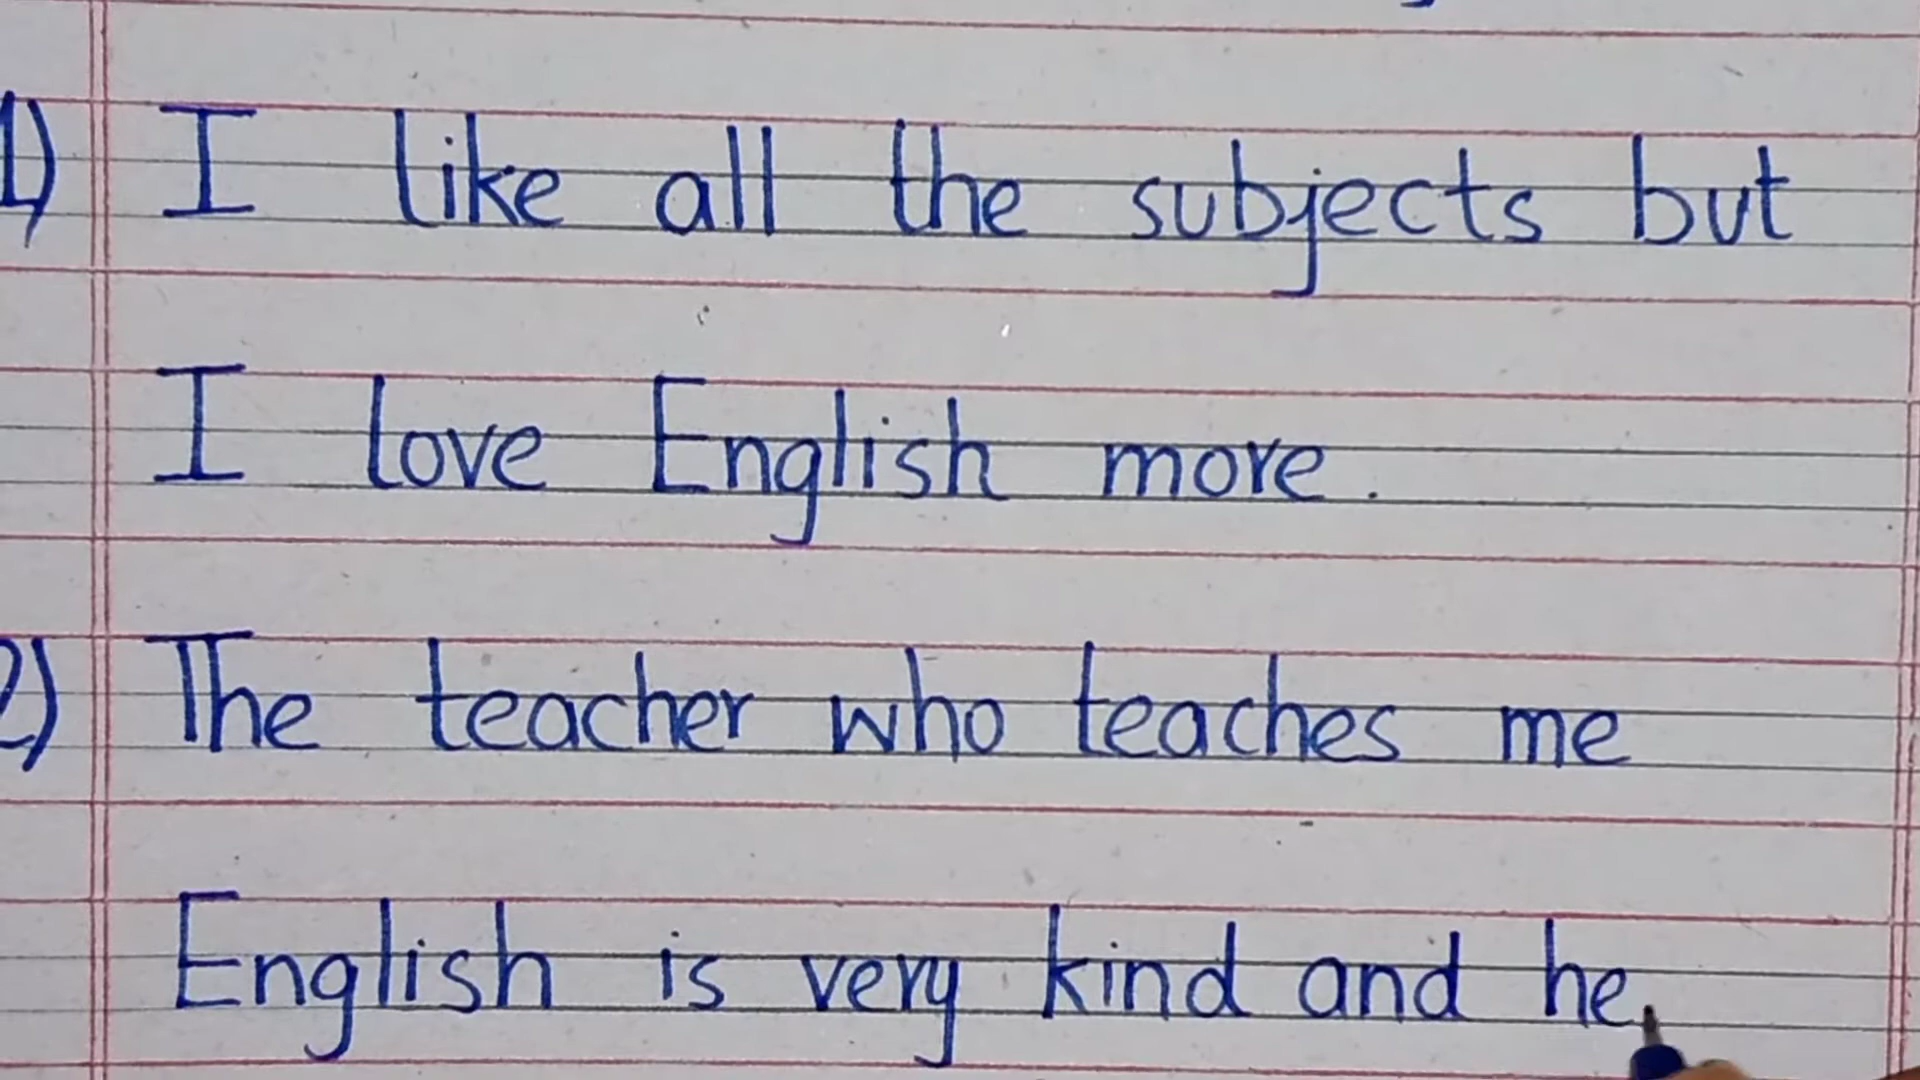 1) I like all the subjects but
I love English more.
2) The teacher who teaches me
English is very kind and he